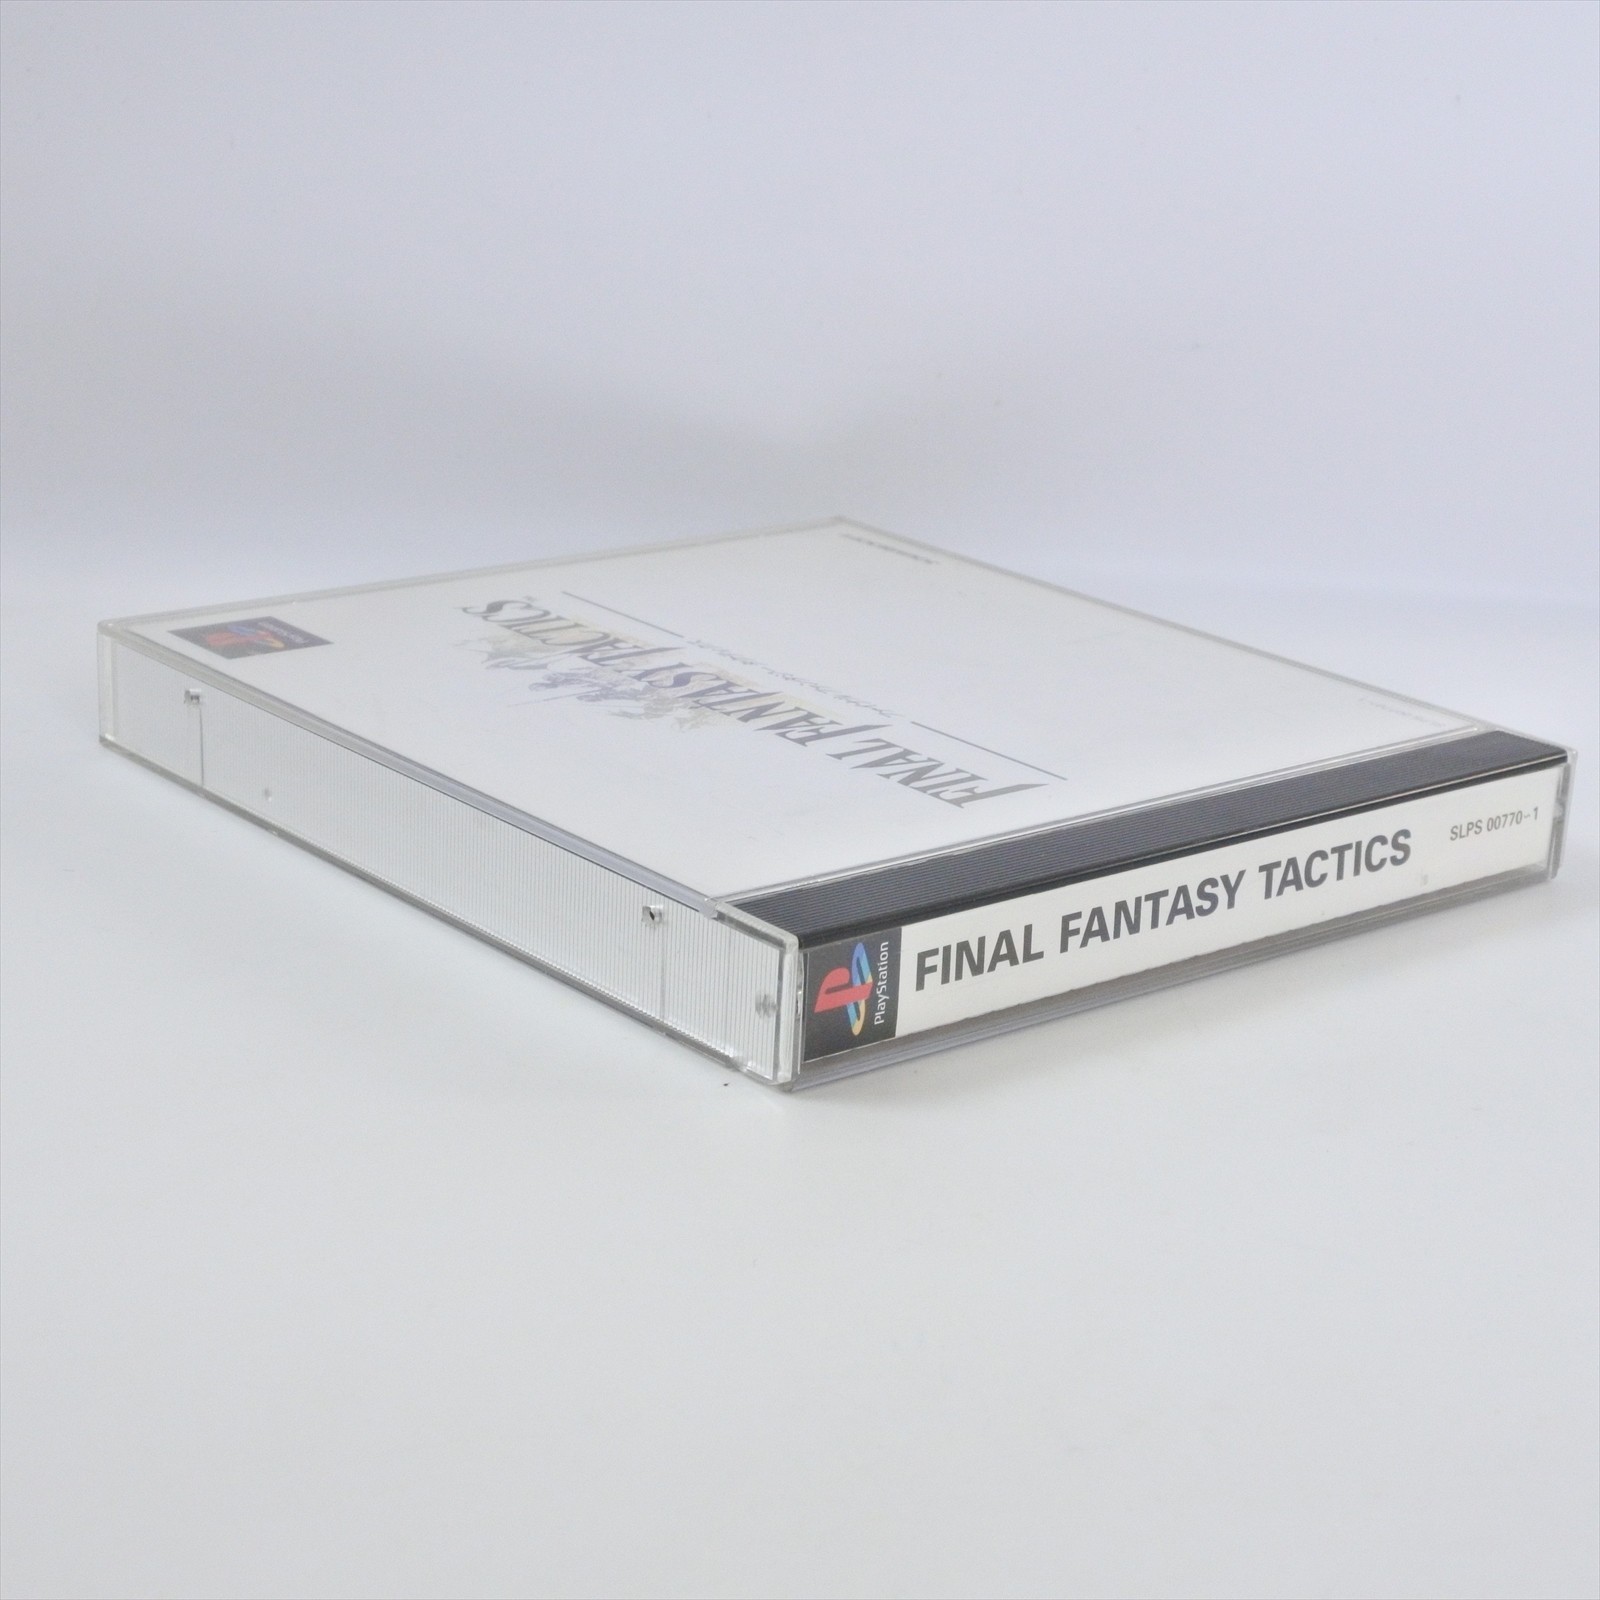 FINAL FANTASY TACTICS
PlayStation
FINAL FANTASY TACTICS
SLPS 00770~1